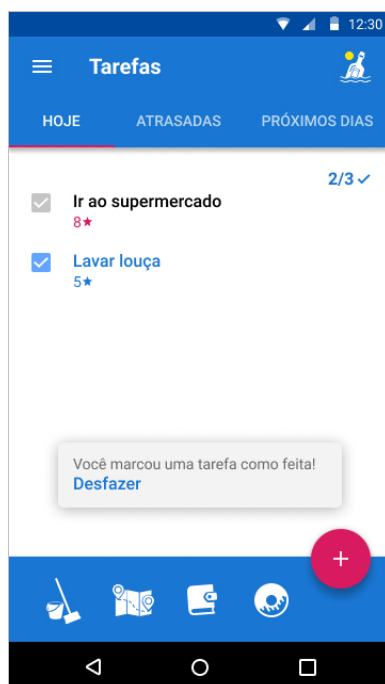 12:30
Tarefas
HOJE ATRASADAS PRÓXIMOS DIAS
2/3
Ir ao supermercado
8★
Lavar louça
5★
Você marcou uma tarefa como feita!
Desfazer
+